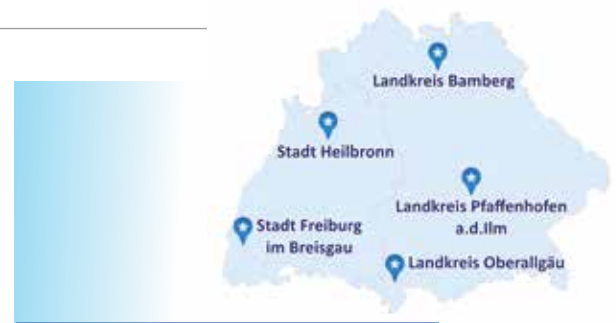 Landkreis Bamberg
Stadt Heilbronn
Landkreis Pfaffenhofen
a.d.Ilm
Stadt Freiburg
im Breisgau
Landkreis Oberallgäu